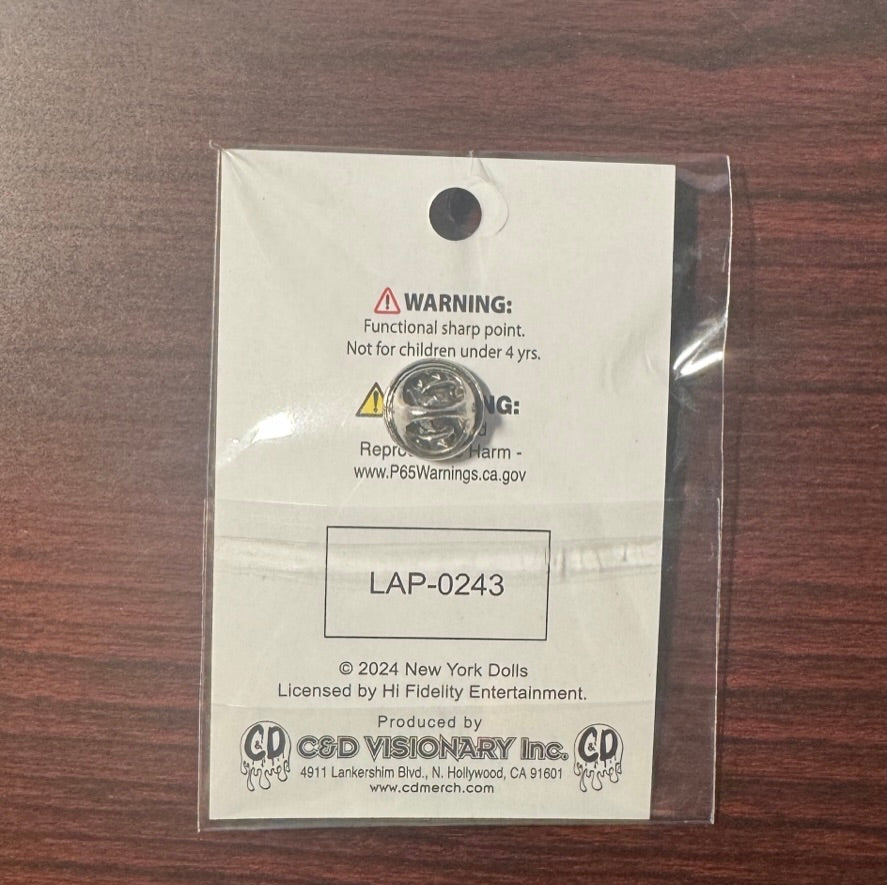 WARNING:
Functional sharp point.
Not for children under 4 yrs.
Harm -
www.P65Warnings.ca.gov
LAP-0243
© 2024 New York Dolls
Licensed by Hi Fidelity Entertainment.
Produced by
CD C&D VISIONARY Inc. CD
4911 Lankershim Blvd., N. Hollywood, CA 91601
www.cdmerch.com